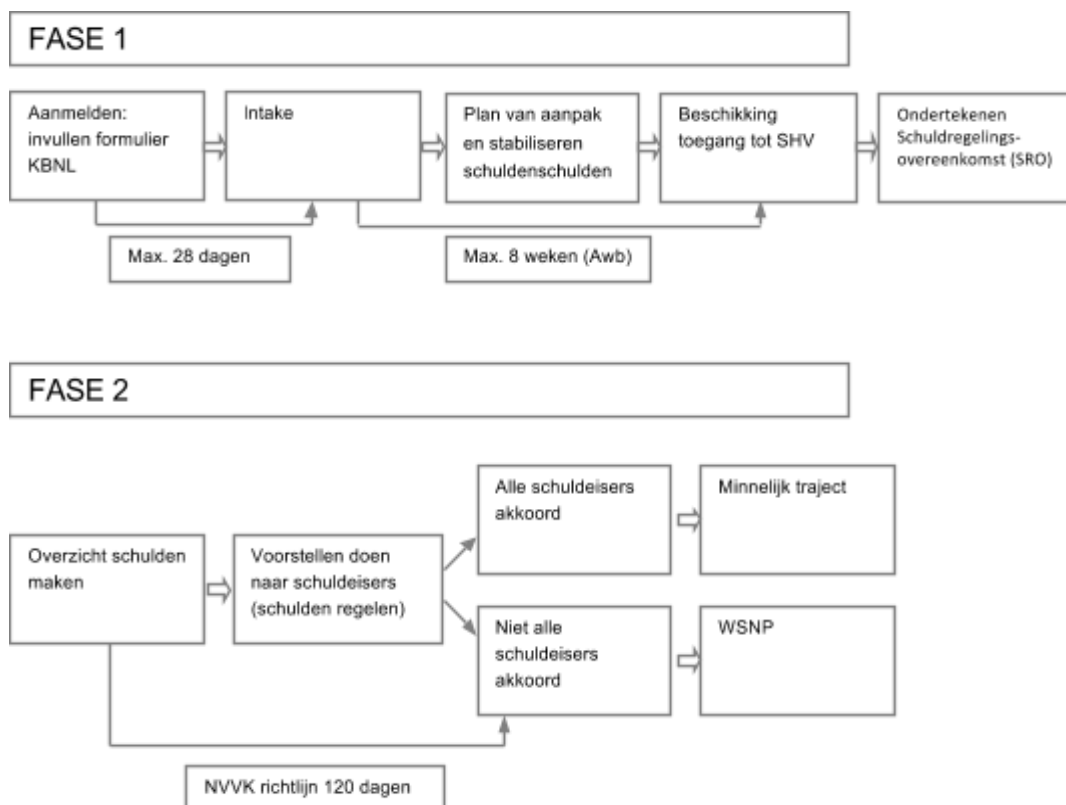 FASE 1
Aanmelden:
invullen formulier
KBNL
Intake
Plan van aanpak
en stabiliseren
schuldenschulden
Beschikking
toegang tot SHV
Ondertekenen
Schuldregelings-
overeenkomst (SRO)
Max. 28 dagen
Max. 8 weken (Awb)
FASE 2
Overzicht schulden
maken
Voorstellen doen
naar schuldeisers
(schulden regelen)
Alle schuldeisers
akkoord
Minnelijk traject
Niet alle
schuldeisers
akkoord
WSNP
NVVK richtlijn 120 dagen